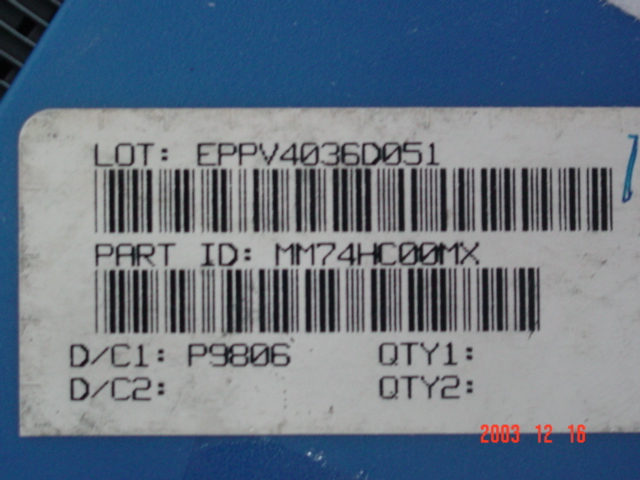 LOT: EPPV4036D051
PART ID: MM74HC00MX
D/C1: P9806 QTY1:
D/C2: QTY2:
2003 12 16